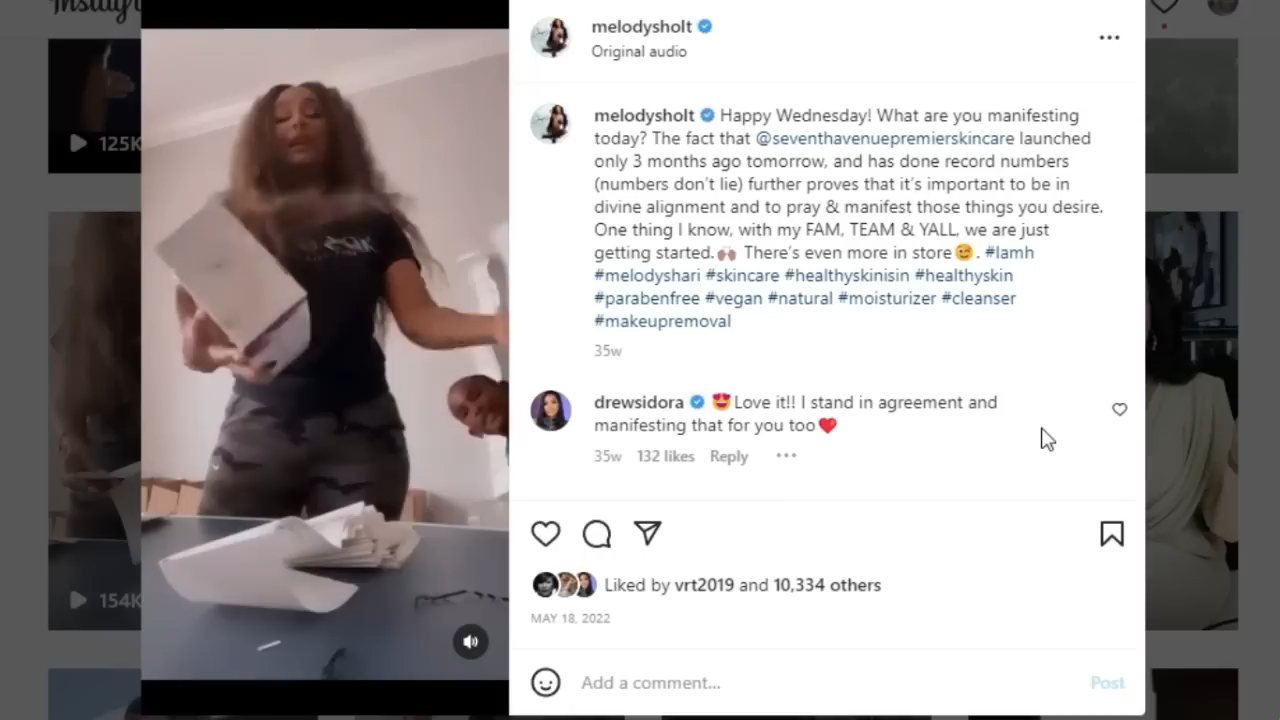 melodysholt
Original audio
melodysholt Happy Wednesday! What are you manifesting
today? The fact that @seventhavenuepremierskincare launched
only 3 months ago tomorrow, and has done record numbers
(numbers don't lie) further proves that it's important to be in
divine alignment and to pray & manifest those things you desire.
One thing I know, with my FAM, TEAM & YALL, we are just
getting started.🙌🏽 There's even more in store😉. #lamh
#melodyshari #skincare #healthyskinisin #healthyskin
#parabenfree #vegan #natural #moisturizer #cleanser
#makeupremoval
35w
drewsidora 😍Love it!! I stand in agreement and
manifesting that for you too❤️
35w 132 likes Reply
Liked by vrt2019 and 10,334 others
MAY 18, 2022
Add a comment... Post
125K
154K